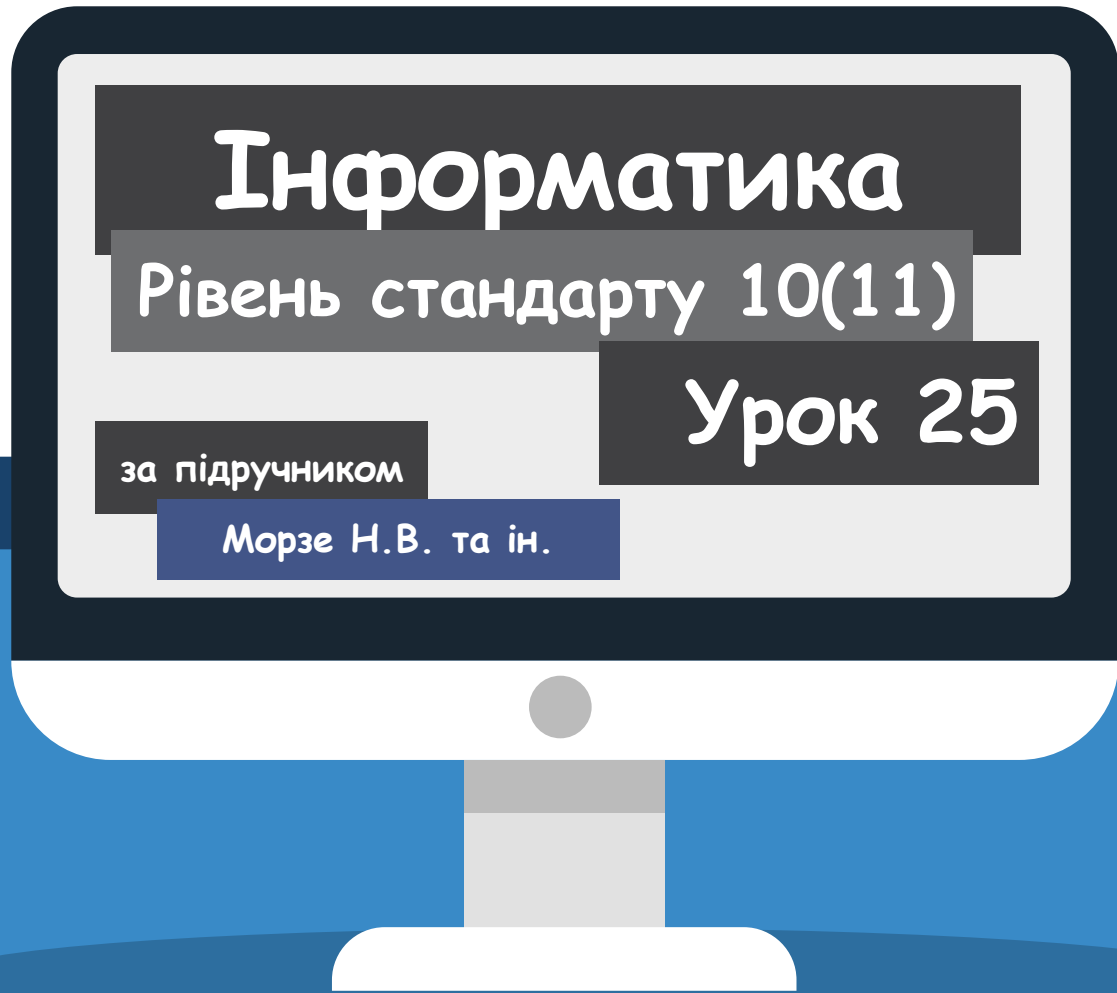 Інформатика
Рівень стандарту 10(11)
Урок 25
за підручником
Морзе Н.В. та ін.